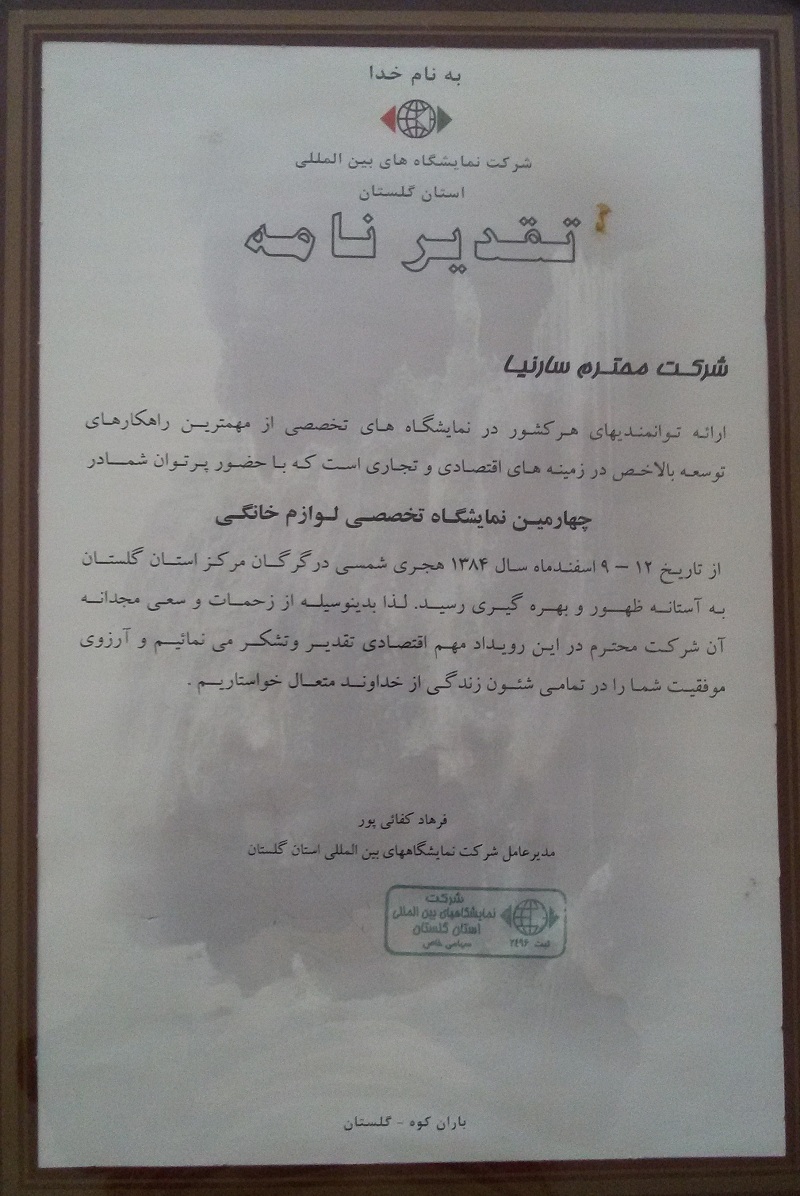 به نام خدا
شرکت نمایشگاه های بین المللی
استان گلستان
تقدیر نامه
شرکت محترم سارنیا
ارائه توانمندیهای هرکشور در نمایشگاه های تخصصی از مهمترین راهکارهای
توسعه بالاخص در زمینه های اقتصادی و تجاری است که با حضور پرتوان شمادر
چهارمین نمایشگاه تخصصی لوازم خانگی
از تاریخ ۱۲ – ۹ اسفندماه سال ۱۳۸۴ هجری شمسی درگرگان مرکز استان گلستان
به آستانه ظهور و بهره گیری رسید. لذا بدینوسیله از زحمات و سعی مجدانه
آن شرکت محترم در این رویداد مهم اقتصادی تقدیر وتشکر می نمائیم و آرزوی
موفقیت شما را در تمامی شئون زندگی از خداوند متعال خواستاریم .
فرهاد کفائی پور
مدیرعامل شرکت نمایشگاههای بین المللی استان گلستان
شرکت
نمایشگاههای بین المللی
استان گلستان
سهامی خاص
ثبت ۲۴۹۶
باران کوه - گلستان